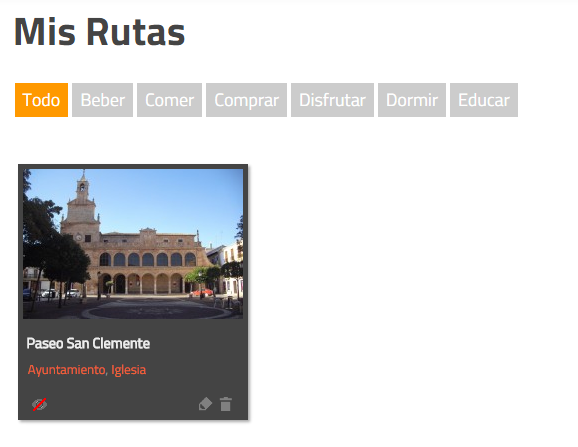 Mis Rutas
Todo Beber Comer Comprar Disfrutar Dormir Educar
Paseo San Clemente
Ayuntamiento, Iglesia